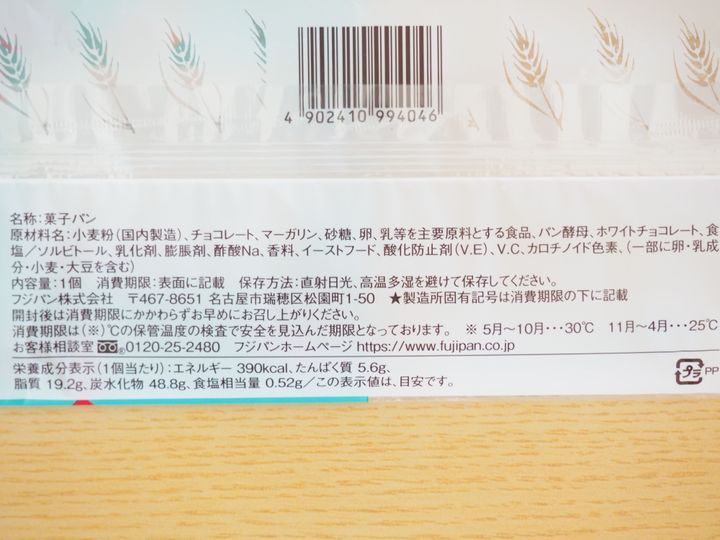 4 902410 994046
名称:菓子パン
原材料名:小麦粉(国内製造)、チョコレート、マーガリン、砂糖、卵、乳等を主要原料とする食品、パン酵母、ホワイトチョコレート、食
塩/ソルビトール、乳化剤、膨脹剤、酢酸Na、香料、イーストフード、酸化防止剤(V.E)、V.C、カロチノイド色素、(一部に卵・乳成
分・小麦・大豆を含む)
内容量:1個 消費期限:表面に記載 保存方法:直射日光、高温多湿を避けて保存してください。
フジパン株式会社 〒467-8651 名古屋市瑞穂区松園町1-50 ★製造所固有記号は消費期限の下に記載
開封後は消費期限にかかわらずお早めにお召し上がりください。
消費期限は(※)℃の保管温度の検査で安全を見込んだ期限となっております。 ※ 5月〜10月・・・30℃ 11月〜4月・・・25℃
お客様相談室 0120-25-2480 フジパンホームページ https://www.fujipan.co.jp
栄養成分表示(1個当たり):エネルギー 390kcal、たんぱく質 5.6g、
脂質 19.2g、炭水化物 48.8g、食塩相当量 0.52g/この表示値は、目安です。
プラ PP